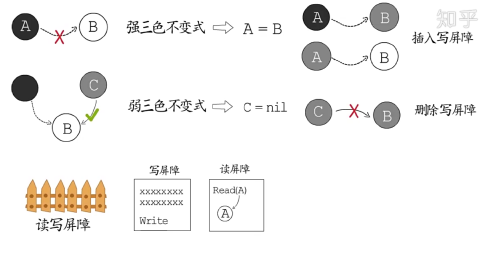 知乎
A B 强三色不变式 A = B A B
A B 插入写屏障
C B 弱三色不变式 C = nil C B 删除写屏障
写屏障 读屏障
xxxxxxxx
xxxxxxxx
Write
Read(A)
A
读写屏障